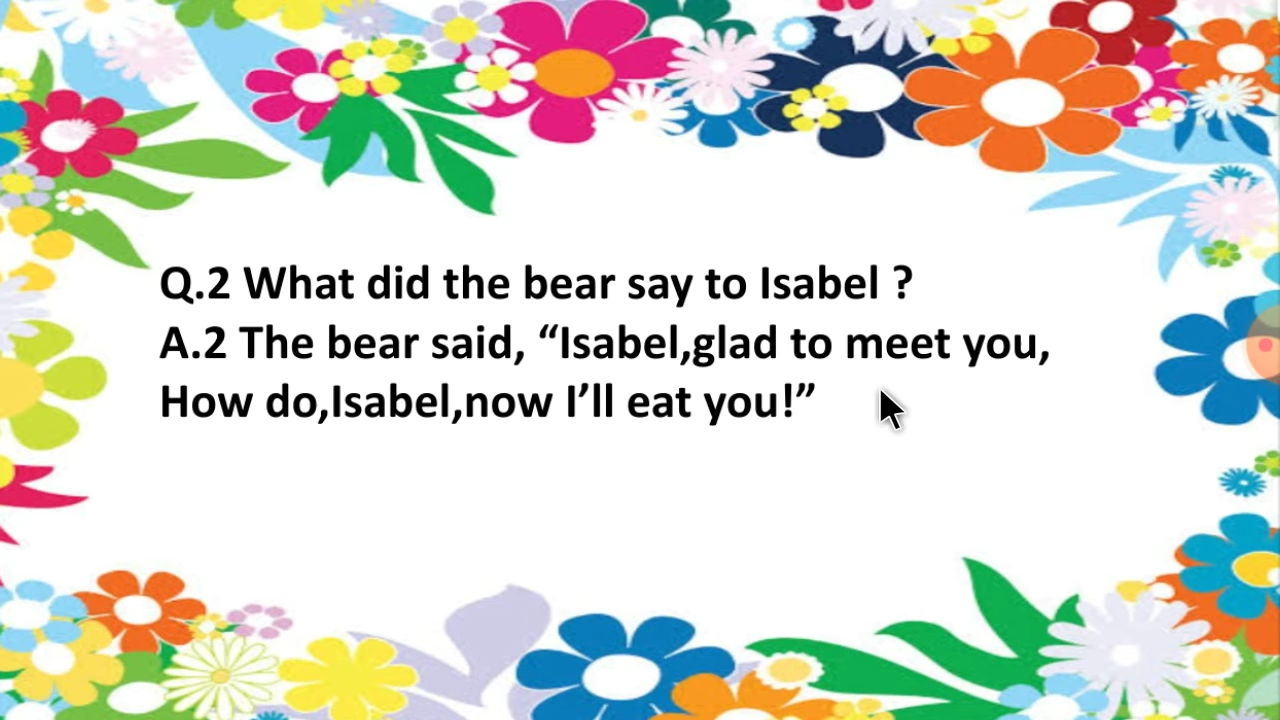 Q.2 What did the bear say to Isabel ?
A.2 The bear said, “Isabel,glad to meet you,
How do,Isabel,now I’ll eat you!”